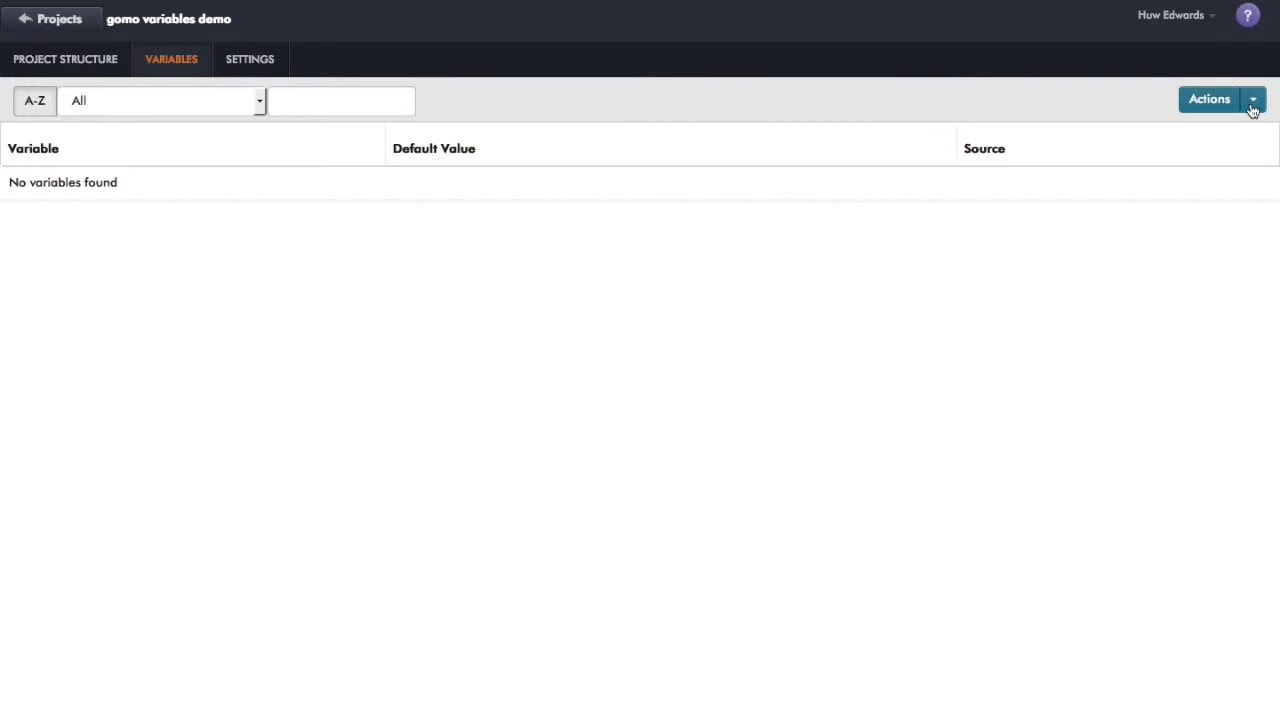 Projects gomo variables demo Huw Edwards ?
PROJECT STRUCTURE VARIABLES SETTINGS
A-Z All Actions
Variable Default Value Source
No variables found